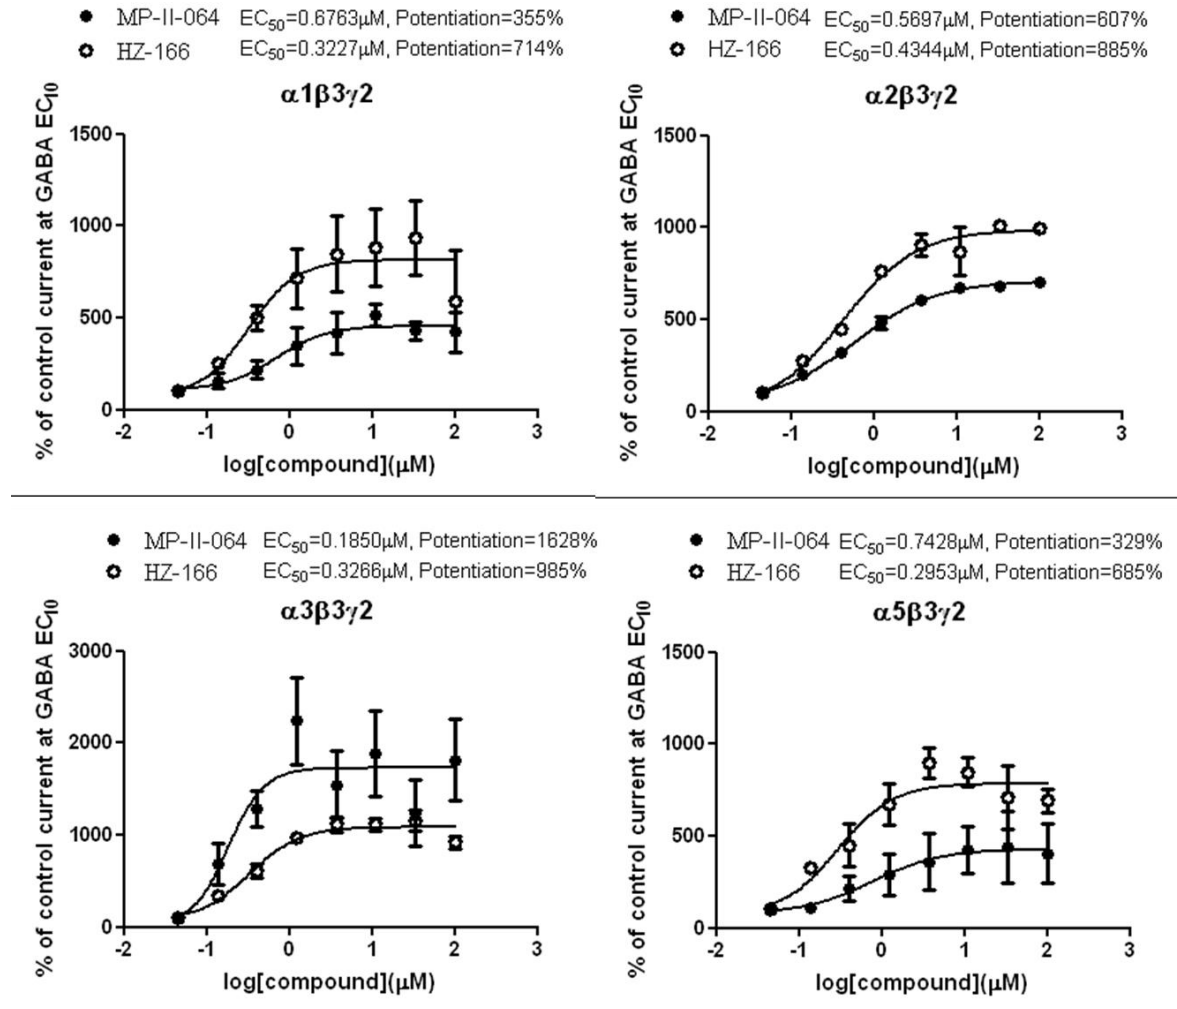 MP-II-064 EC50=0.6763µM, Potentiation=355%
HZ-166 EC50=0.3227µM, Potentiation=714%
α1β3γ2
% of control current at GABA EC10
1500
1000
500
0
-2 -1 0 1 2 3
log[compound](µM)
MP-II-064 EC50=0.5697µM, Potentiation=607%
HZ-166 EC50=0.4344µM, Potentiation=885%
α2β3γ2
% of control current at GABA EC10
1500
1000
500
0
-2 -1 0 1 2 3
log[compound](µM)
MP-II-064 EC50=0.1850µM, Potentiation=1628%
HZ-166 EC50=0.3266µM, Potentiation=985%
α3β3γ2
% of control current at GABA EC10
3000
2000
1000
0
-2 -1 0 1 2 3
log[compound](µM)
MP-II-064 EC50=0.7428µM, Potentiation=329%
HZ-166 EC50=0.2953µM, Potentiation=685%
α5β3γ2
% of control current at GABA EC10
1500
1000
500
0
-2 -1 0 1 2 3
log[compound](µM)